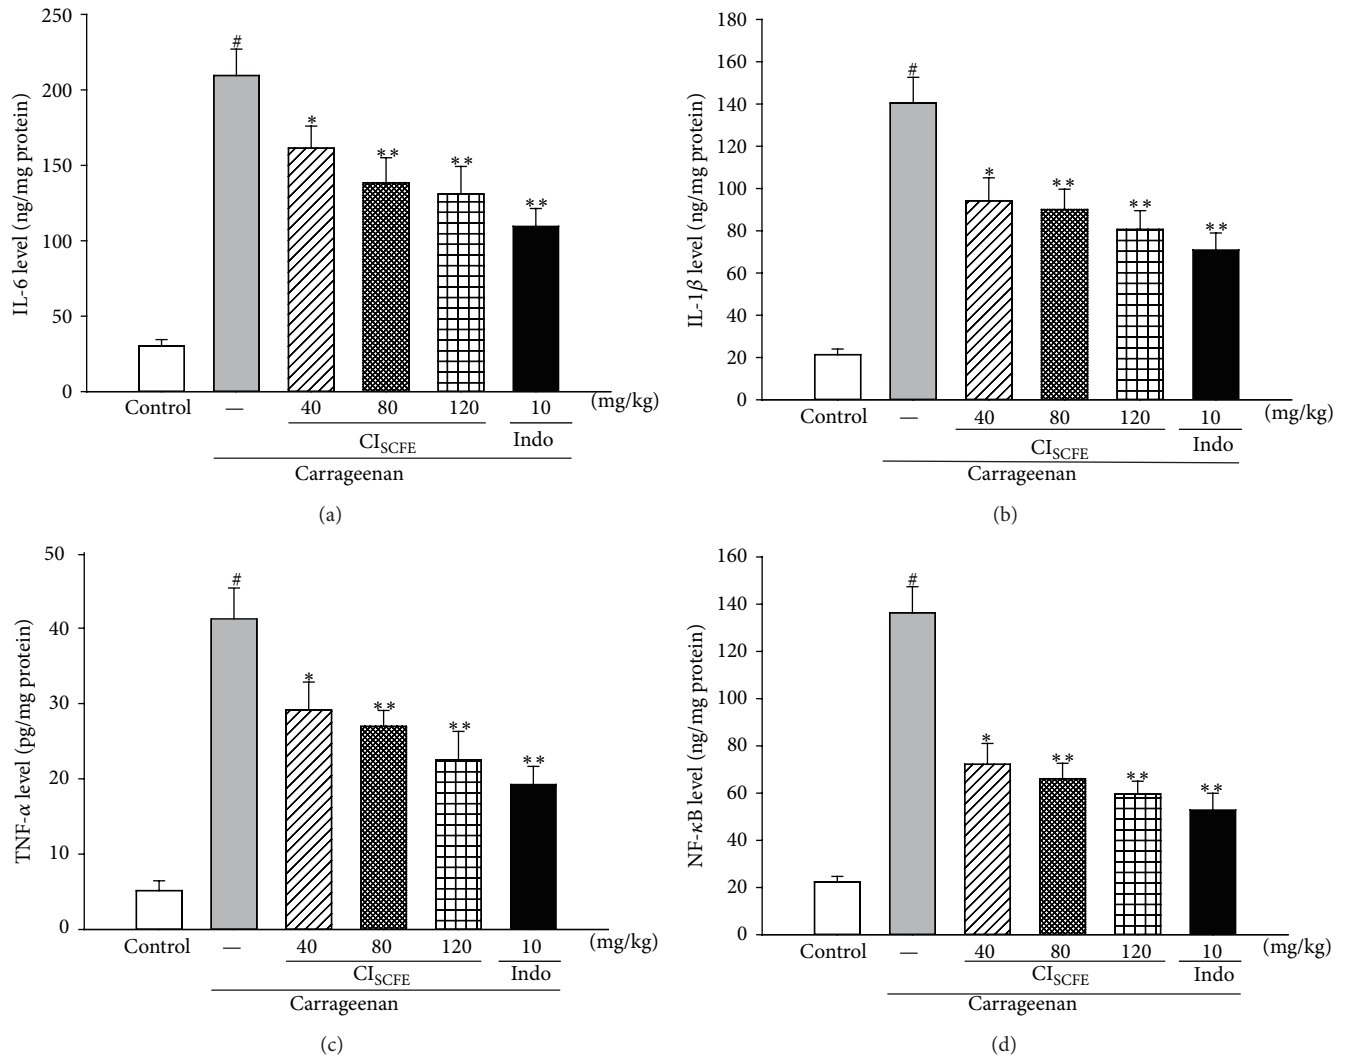 IL-6 level (ng/mg protein)
250
200
150
100
50
0
#
*
**
**
**
Control — 40 80 120 10 (mg/kg)
CI_SCFE Indo
Carrageenan
(a)
IL-1β level (ng/mg protein)
180
160
140
120
100
80
60
40
20
0
#
*
**
**
**
Control — 40 80 120 10 (mg/kg)
CI_SCFE Indo
Carrageenan
(b)
TNF-α level (pg/mg protein)
50
40
30
20
10
0
#
*
**
**
**
Control — 40 80 120 10 (mg/kg)
CI_SCFE Indo
Carrageenan
(c)
NF-κB level (ng/mg protein)
160
140
120
100
80
60
40
20
0
#
*
**
**
**
Control — 40 80 120 10 (mg/kg)
CI_SCFE Indo
Carrageenan
(d)